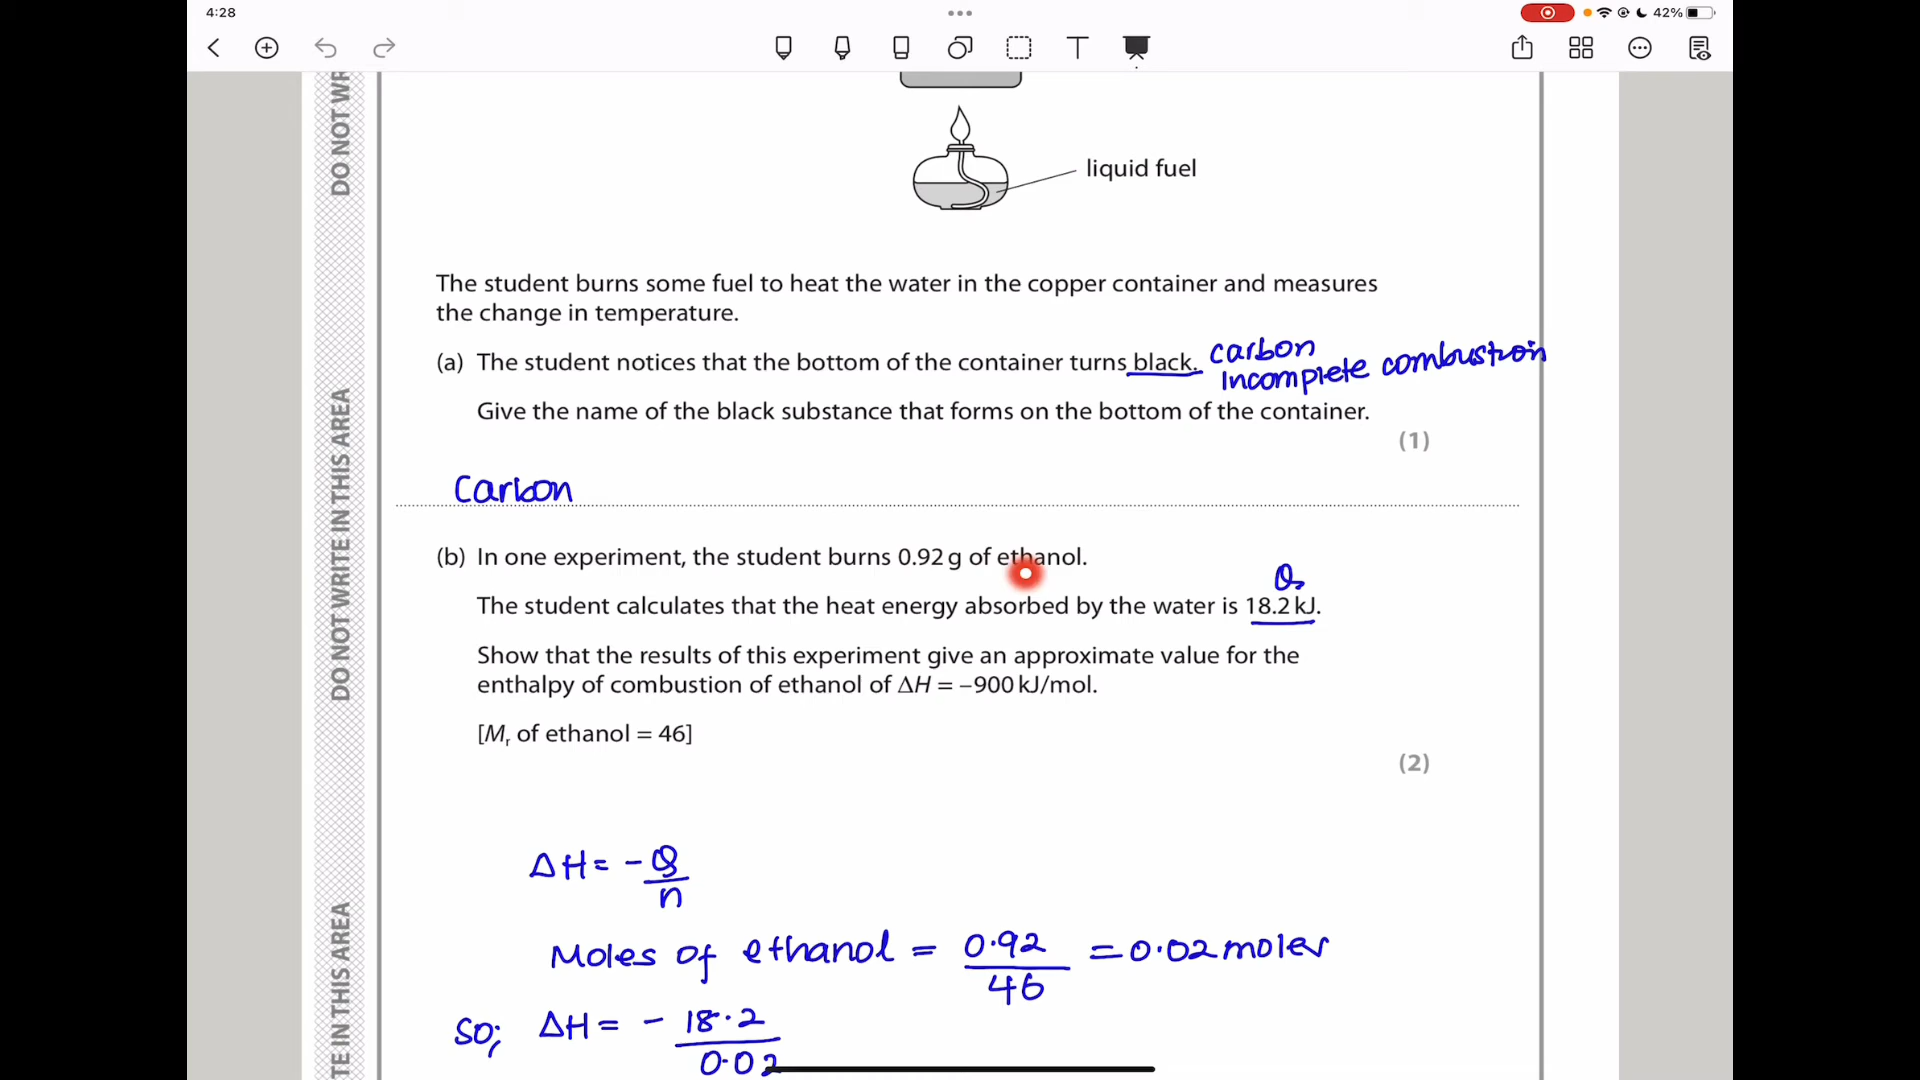 4:28
42%
liquid fuel
DO NOT WR
The student burns some fuel to heat the water in the copper container and measures
the change in temperature.
(a) The student notices that the bottom of the container turns black. carbon
Incomplete combustion
Give the name of the black substance that forms on the bottom of the container.
(1)
Carbon
DO NOT WRITE IN THIS AREA
(b) In one experiment, the student burns 0.92 g of ethanol.
Q
The student calculates that the heat energy absorbed by the water is 18.2 kJ.
Show that the results of this experiment give an approximate value for the
enthalpy of combustion of ethanol of ΔH = –900 kJ/mol.
[Mr of ethanol = 46]
(2)
ΔH = - Q
n
Moles of ethanol = 0.92 = 0.02 moles
46
SO; ΔH = - 18.2
0.02
TE IN THIS AREA